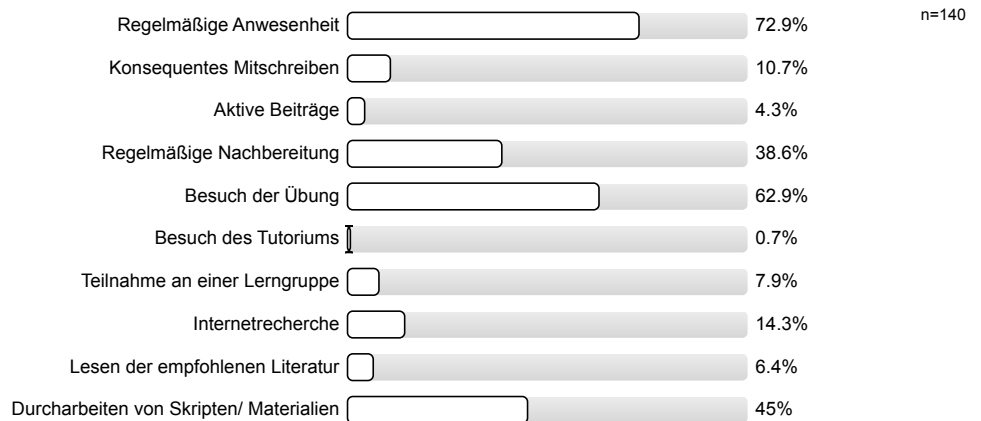 n=140
Regelmäßige Anwesenheit 72.9%
Konsequentes Mitschreiben 10.7%
Aktive Beiträge 4.3%
Regelmäßige Nachbereitung 38.6%
Besuch der Übung 62.9%
Besuch des Tutoriums 0.7%
Teilnahme an einer Lerngruppe 7.9%
Internetrecherche 14.3%
Lesen der empfohlenen Literatur 6.4%
Durcharbeiten von Skripten/ Materialien 45%